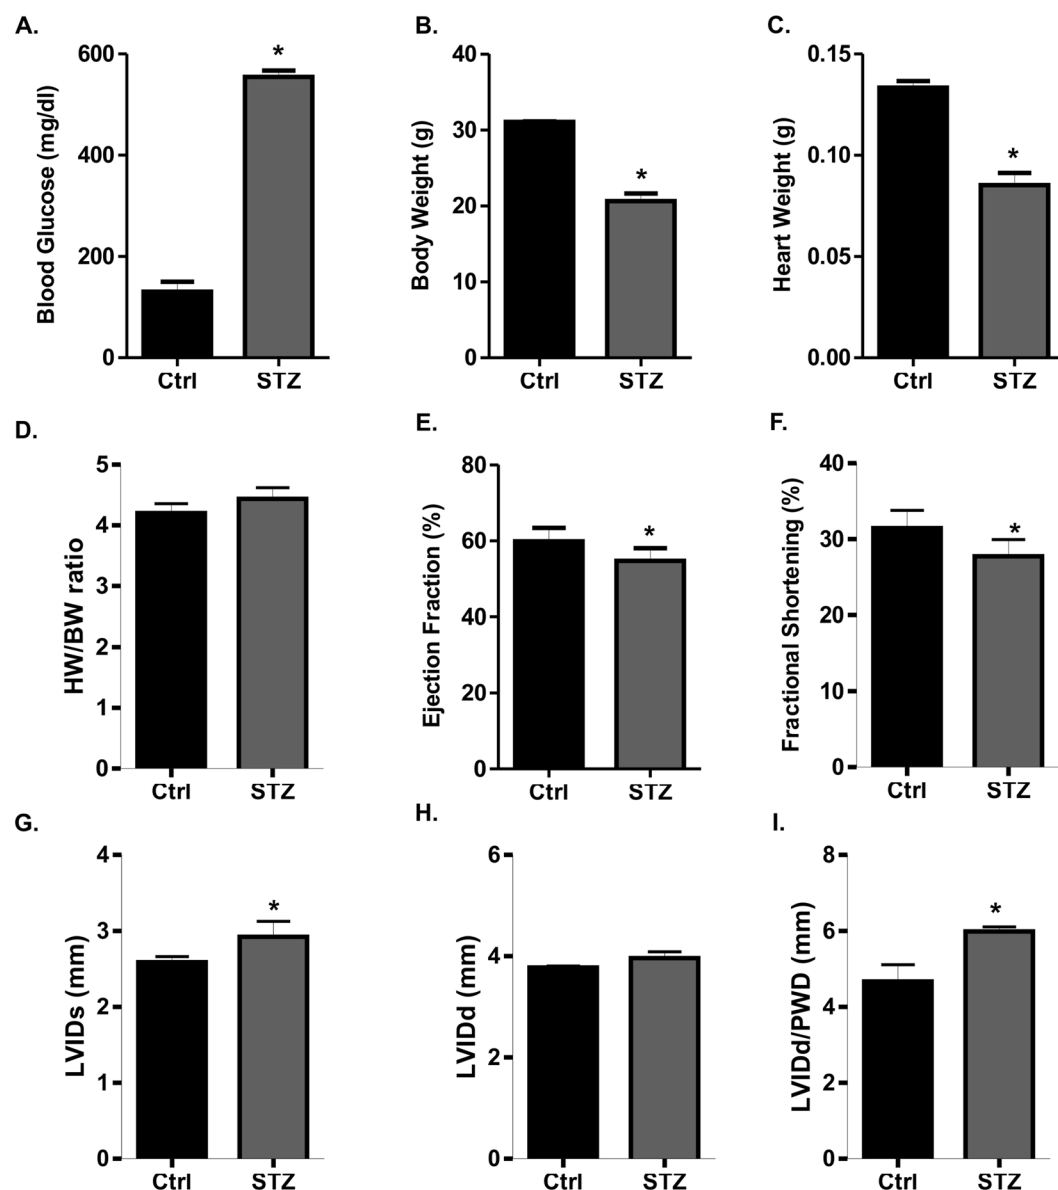 A.
Blood Glucose (mg/dl)
600
400
200
0
*
Ctrl
STZ
B.
Body Weight (g)
40
30
20
10
0
*
Ctrl
STZ
C.
Heart Weight (g)
0.15
0.10
0.05
0.00
*
Ctrl
STZ
D.
HW/BW ratio
5
4
3
2
1
0
Ctrl
STZ
E.
Ejection Fraction (%)
80
60
40
20
0
*
Ctrl
STZ
F.
Fractional Shortening (%)
40
30
20
10
0
*
Ctrl
STZ
G.
LVIDs (mm)
4
3
2
1
0
*
Ctrl
STZ
H.
LVIDd (mm)
6
4
2
0
Ctrl
STZ
I.
LVIDd/PWD (mm)
8
6
4
2
0
*
Ctrl
STZ